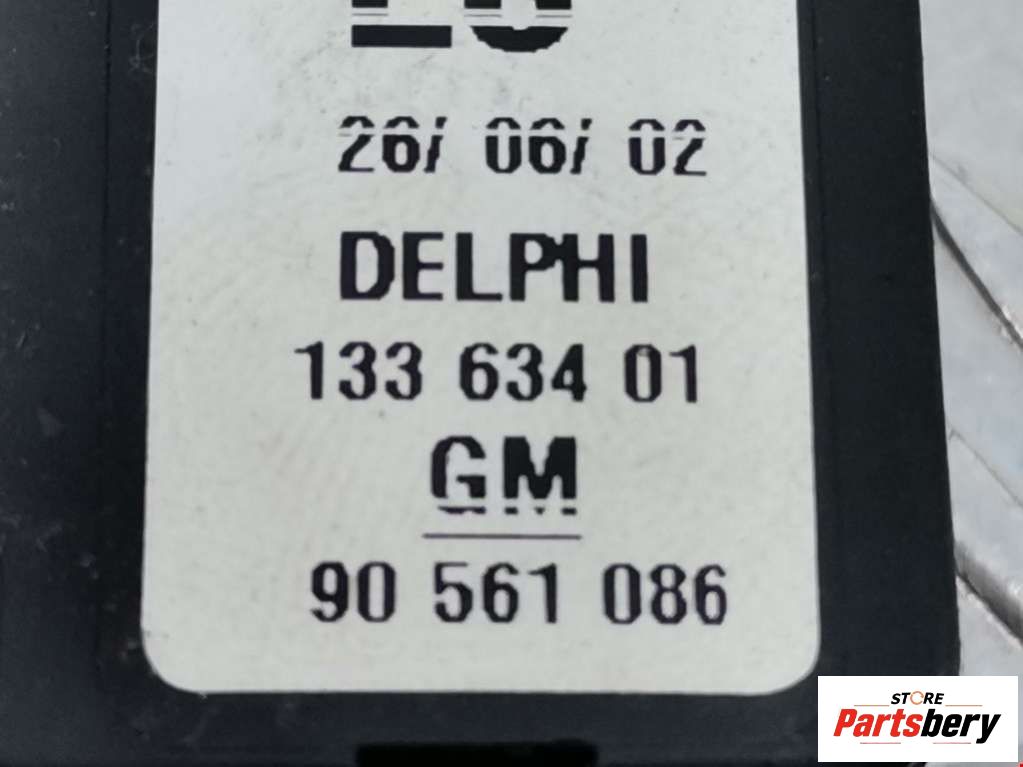 26/ 06/ 02
DELPHI
133 634 01
GM
90 561 086
STORE
Partsbery